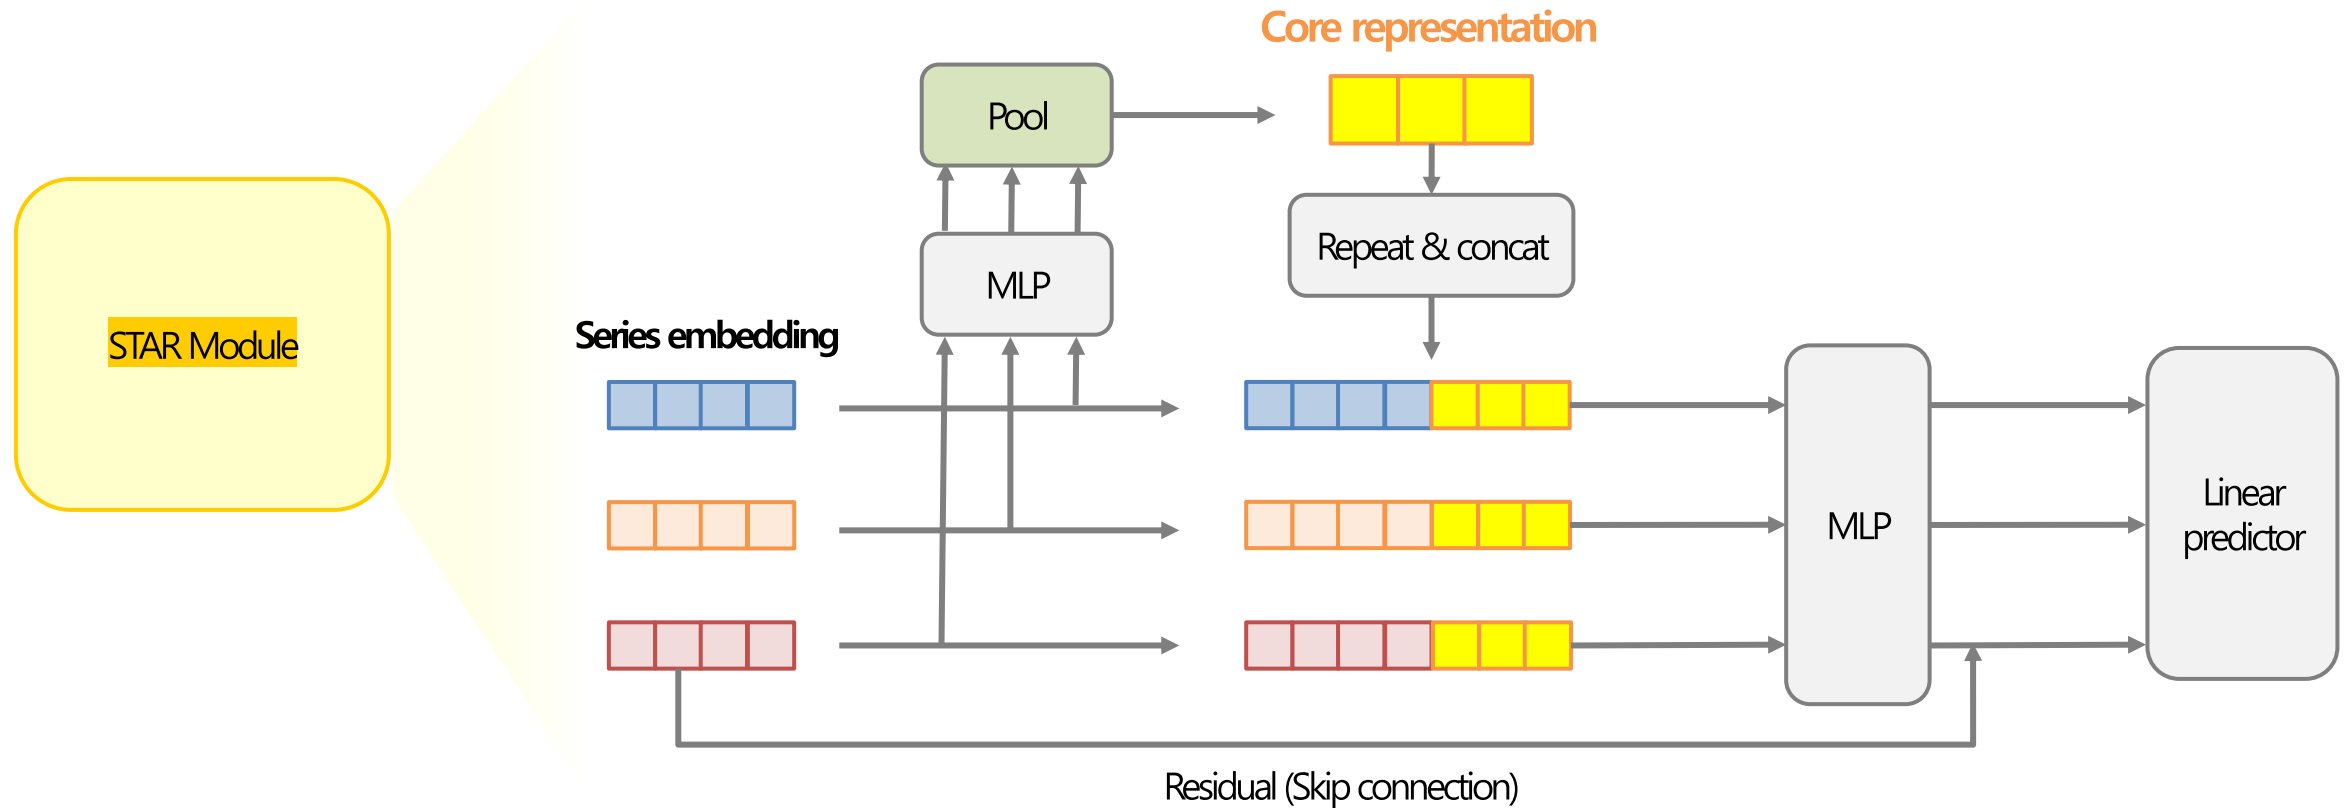 Core representation
Pool
Repeat & concat
MLP
Series embedding
STAR Module
MLP
Linear
predictor
Residual (Skip connection)